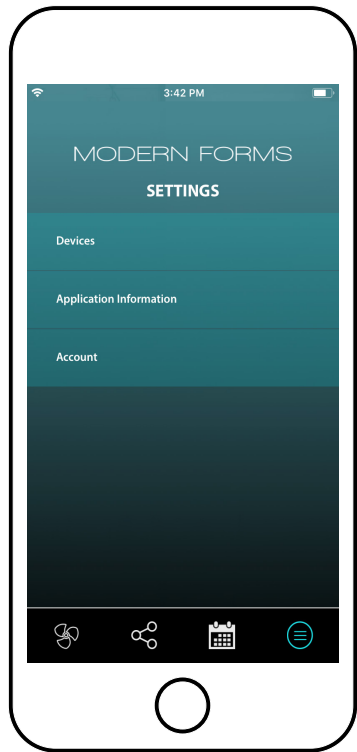 3:42 PM
MODERN FORMS
SETTINGS
Devices
Application Information
Account